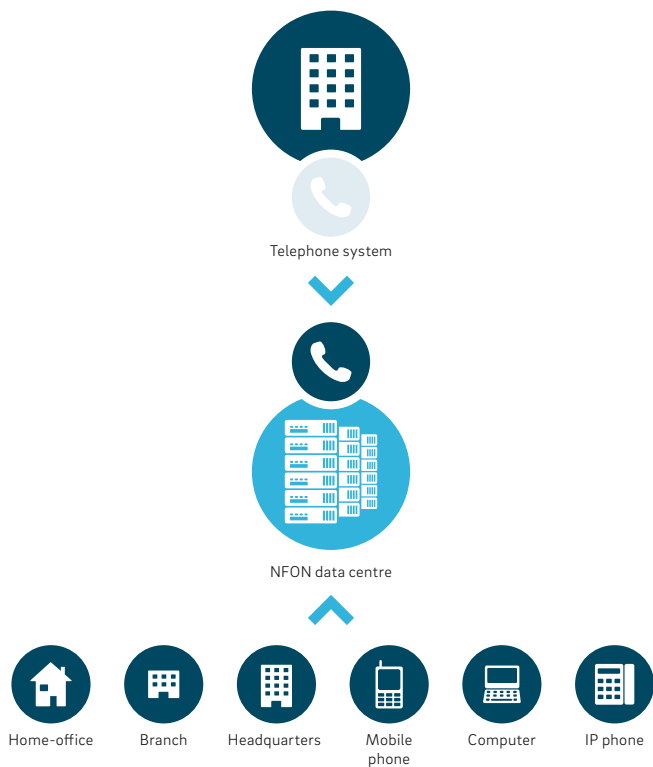 Telephone system
NFON data centre
Home-office
Branch
Headquarters
Mobile
phone
Computer
IP phone